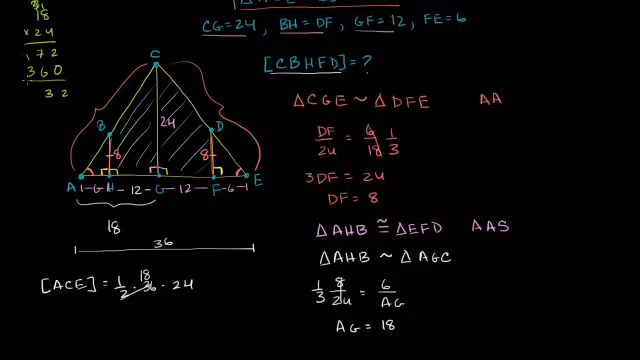 CG=24, BH=DF, GF=12, FE=6
[CBHFD]=?
18
×24
172
360
32
C
B
D
24
8
8
A
H
G
F
E
6
12
12
6
18
36
[ACE] = 1/2 · 36 · 24
18
ΔCGE ~ ΔDFE AA
DF/24 = 6/18 1/3
3DF = 24
DF = 8
ΔAHB ≅ ΔEFD AAS
ΔAHB ~ ΔAGC
1/3 8/24 = 6/AG
AG = 18